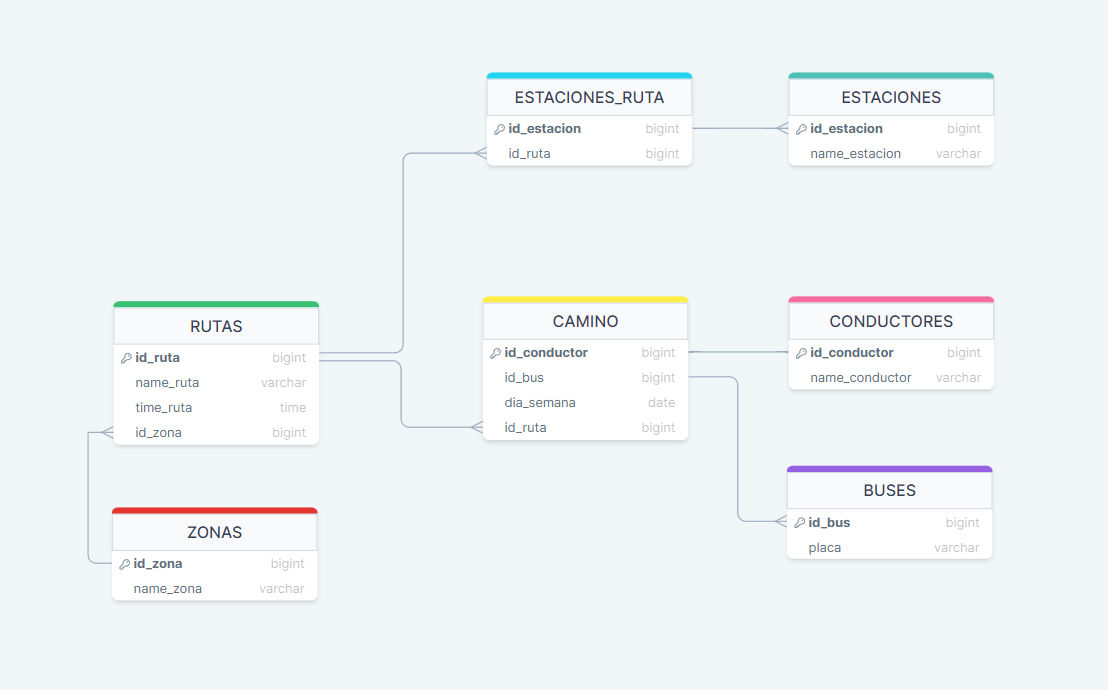 ESTACIONES_RUTA
id_estacion bigint
id_ruta bigint
ESTACIONES
id_estacion bigint
name_estacion varchar
RUTAS
id_ruta bigint
name_ruta varchar
time_ruta time
id_zona bigint
CAMINO
id_conductor bigint
id_bus bigint
dia_semana date
id_ruta bigint
CONDUCTORES
id_conductor bigint
name_conductor varchar
BUSES
id_bus bigint
placa varchar
ZONAS
id_zona bigint
name_zona varchar